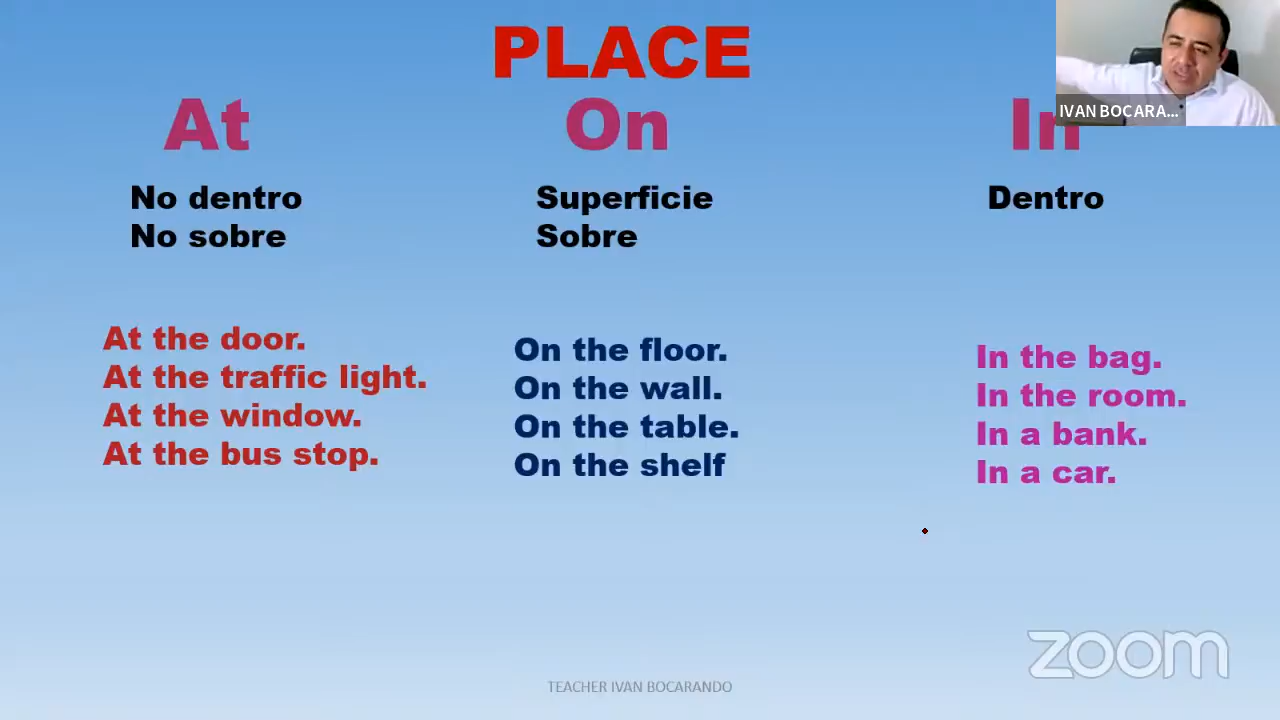 PLACE
At
No dentro
No sobre
At the door.
At the traffic light.
At the window.
At the bus stop.
On
Superficie
Sobre
On the floor.
On the wall.
On the table.
On the shelf
In
Dentro
In the bag.
In the room.
In a bank.
In a car.
IVAN BOCARA...
zoom
TEACHER IVAN BOCARANDO